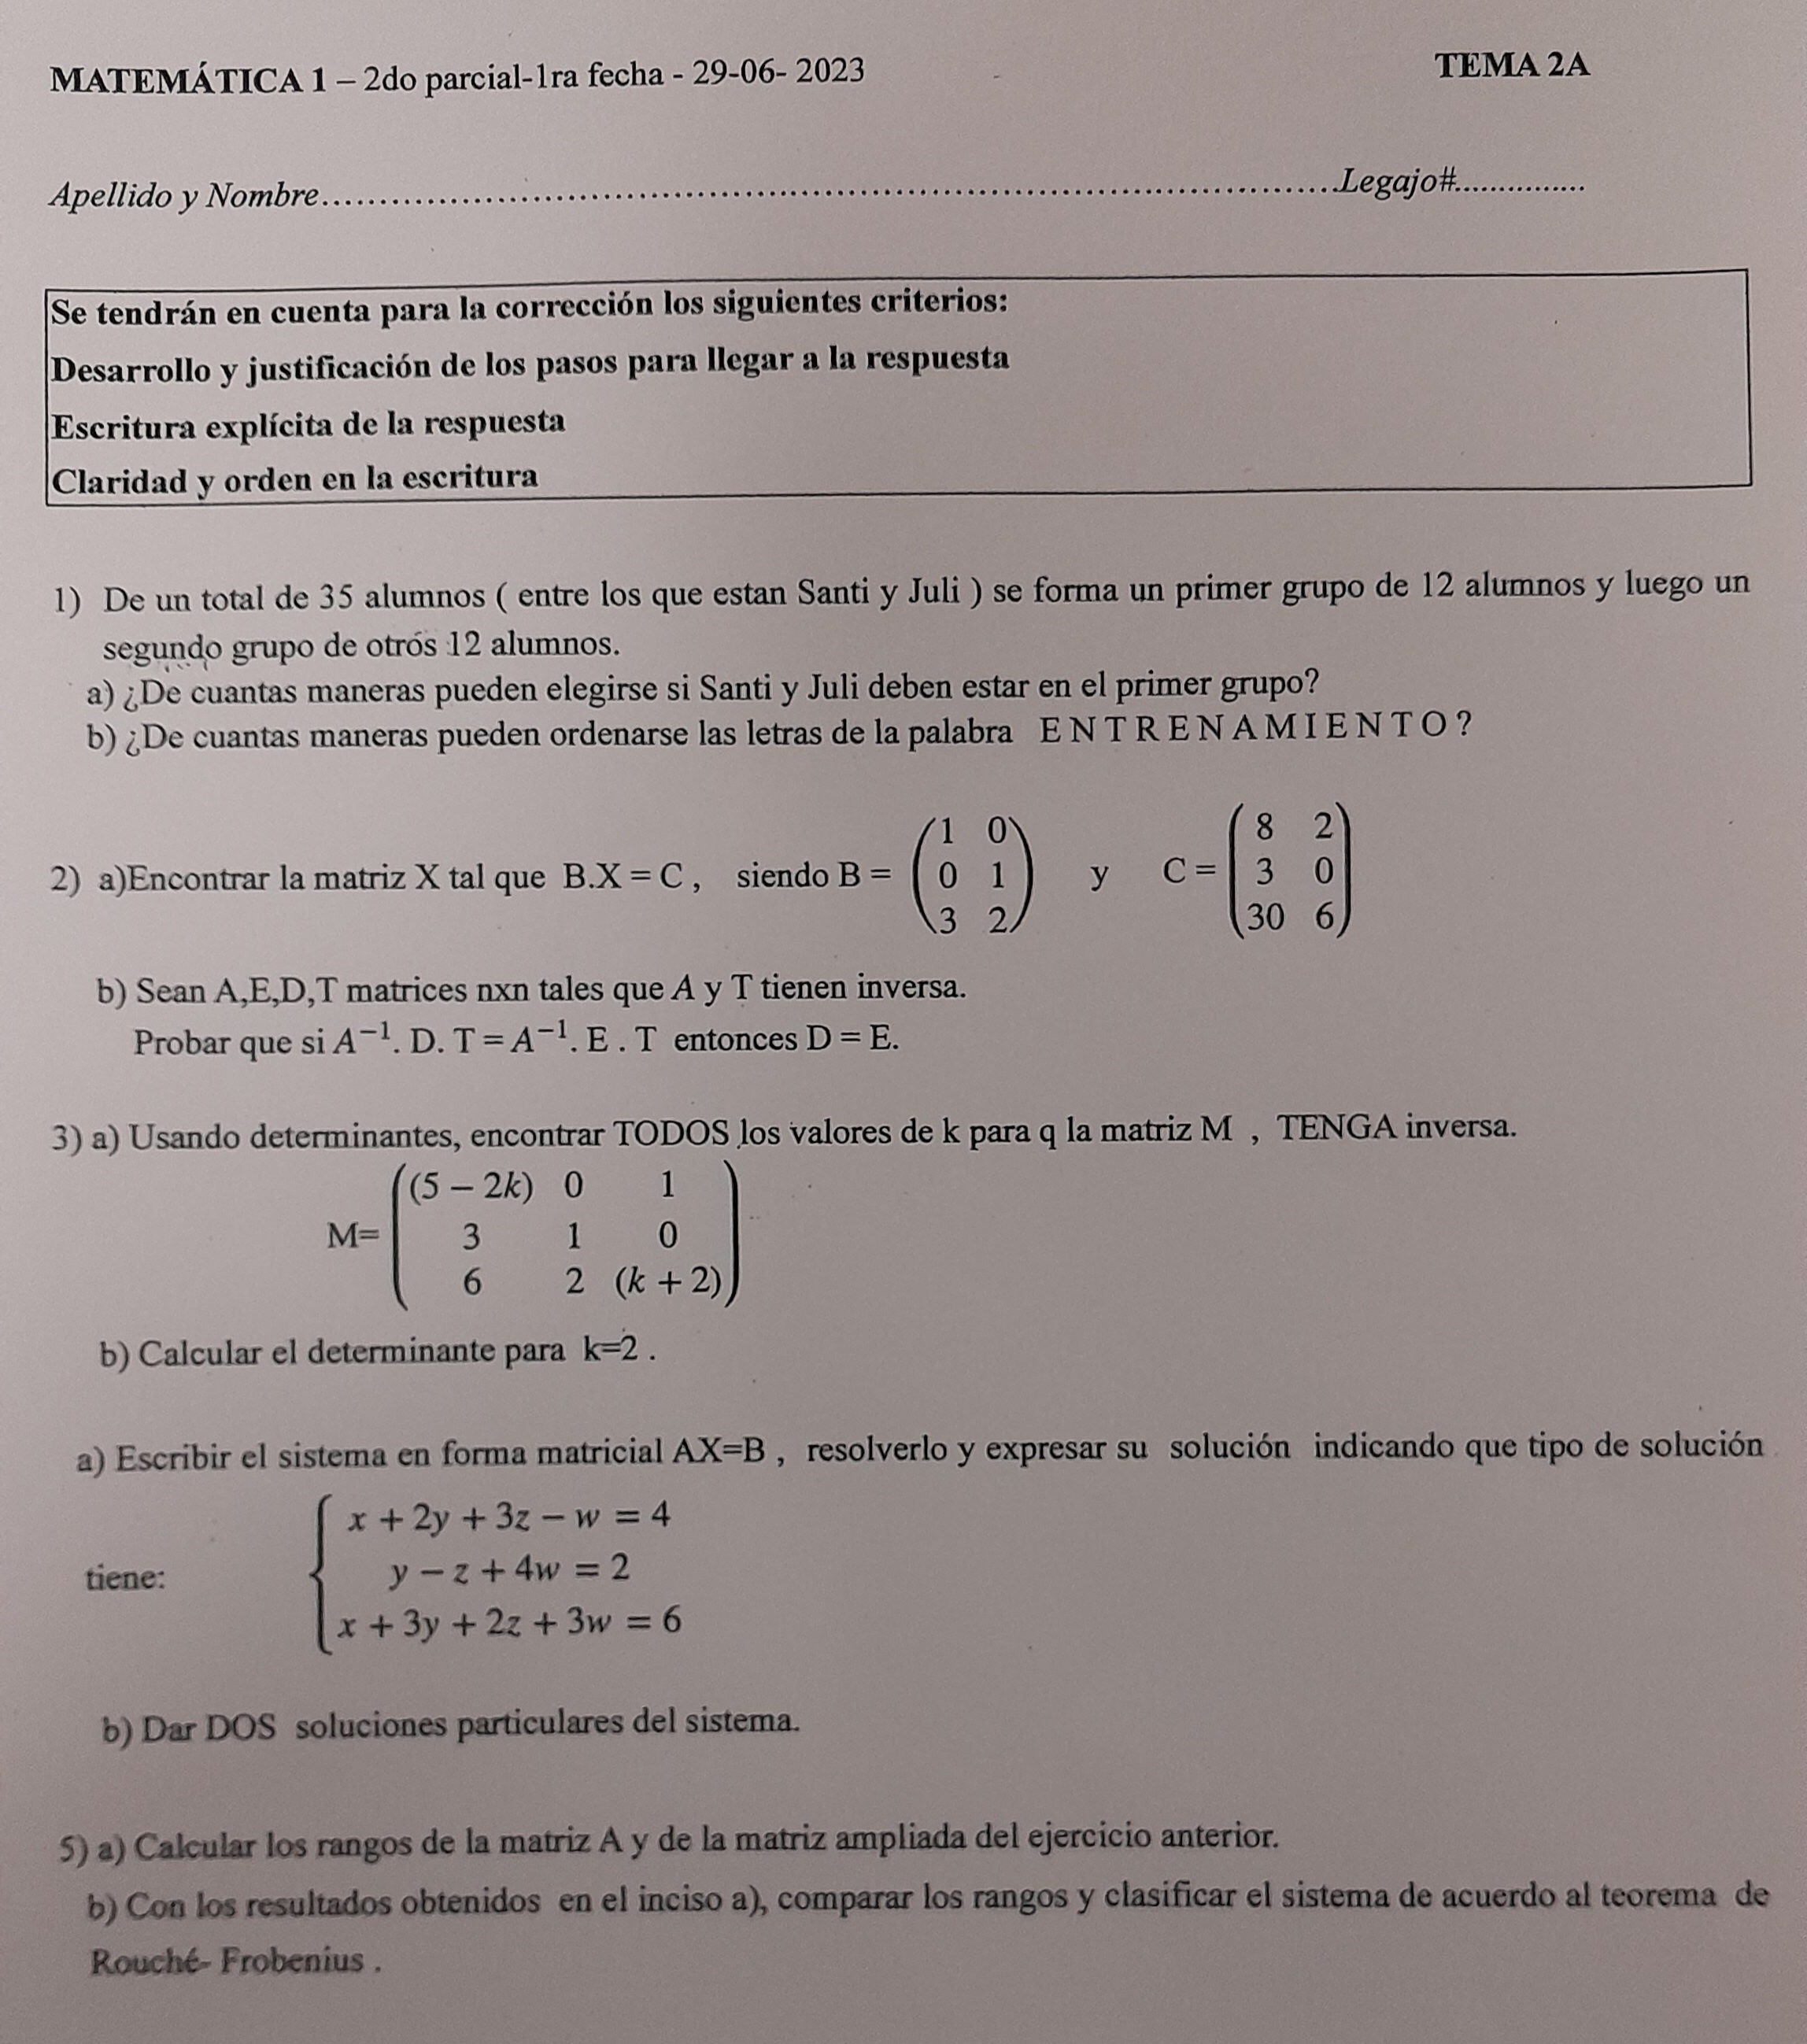 MATEMÁTICA 1 – 2do parcial-1ra fecha - 29-06- 2023 TEMA 2A
Apellido y Nombre...............................................................................................Legajo#...............
Se tendrán en cuenta para la corrección los siguientes criterios:
Desarrollo y justificación de los pasos para llegar a la respuesta
Escritura explícita de la respuesta
Claridad y orden en la escritura
1) De un total de 35 alumnos ( entre los que estan Santi y Juli ) se forma un primer grupo de 12 alumnos y luego un
segundo grupo de otros 12 alumnos.
a) ¿De cuantas maneras pueden elegirse si Santi y Juli deben estar en el primer grupo?
b) ¿De cuantas maneras pueden ordenarse las letras de la palabra E N T R E N A M I E N T O ?
2) a)Encontrar la matriz X tal que B.X = C , siendo B = \begin{pmatrix} 1 & 0 \\ 0 & 1 \\ 3 & 2 \end{pmatrix} y C = \begin{pmatrix} 8 & 2 \\ 3 & 0 \\ 30 & 6 \end{pmatrix}
b) Sean A,E,D,T matrices nxn tales que A y T tienen inversa.
Probar que si A⁻¹. D. T = A⁻¹. E . T entonces D = E.
3) a) Usando determinantes, encontrar TODOS los valores de k para q la matriz M , TENGA inversa.
M= \begin{pmatrix} (5 − 2k) & 0 & 1 \\ 3 & 1 & 0 \\ 6 & 2 & (k + 2) \end{pmatrix}
b) Calcular el determinante para k=2 .
a) Escribir el sistema en forma matricial AX=B , resolverlo y expresar su solución indicando que tipo de solución
tiene:
x + 2y + 3z − w = 4
y − z + 4w = 2
x + 3y + 2z + 3w = 6
b) Dar DOS soluciones particulares del sistema.
5) a) Calcular los rangos de la matriz A y de la matriz ampliada del ejercicio anterior.
b) Con los resultados obtenidos en el inciso a), comparar los rangos y clasificar el sistema de acuerdo al teorema de
Rouché- Frobenius .